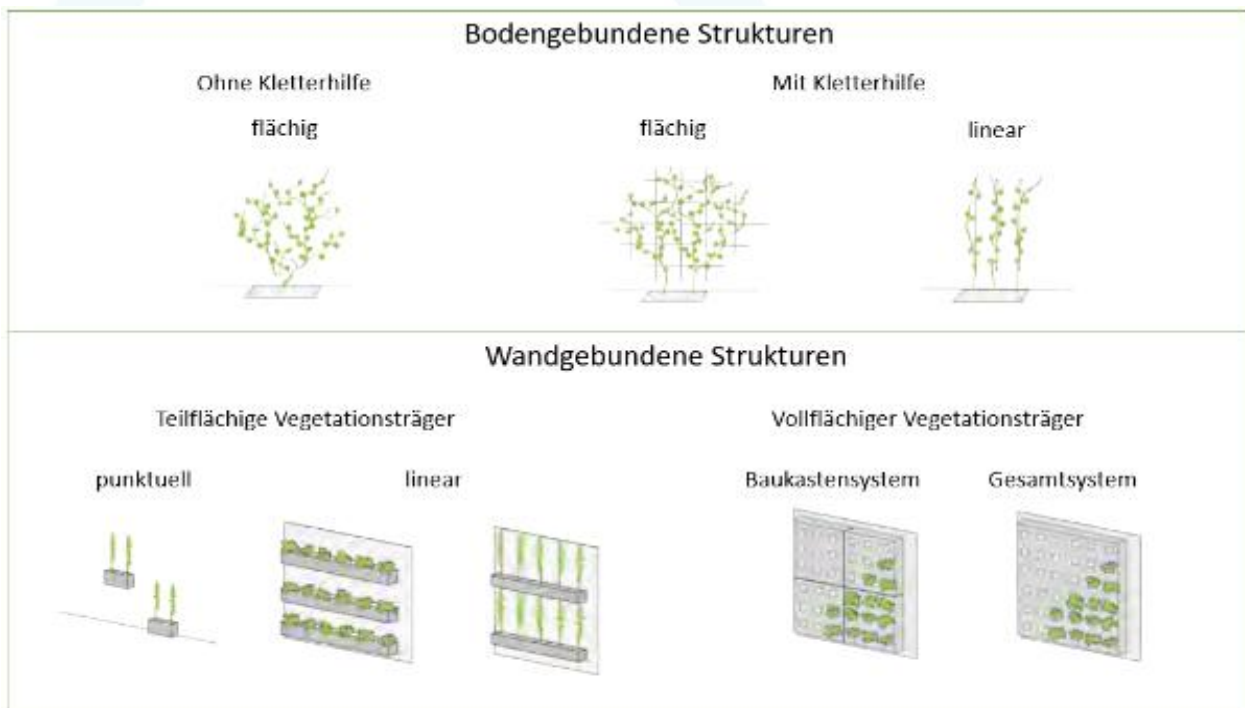 Bodengebundene Strukturen
Ohne Kletterhilfe
Mit Kletterhilfe
flächig
flächig
linear
Wandgebundene Strukturen
Teilflächige Vegetationsträger
Vollflächiger Vegetationsträger
punktuell
linear
Baukastensystem
Gesamtsystem